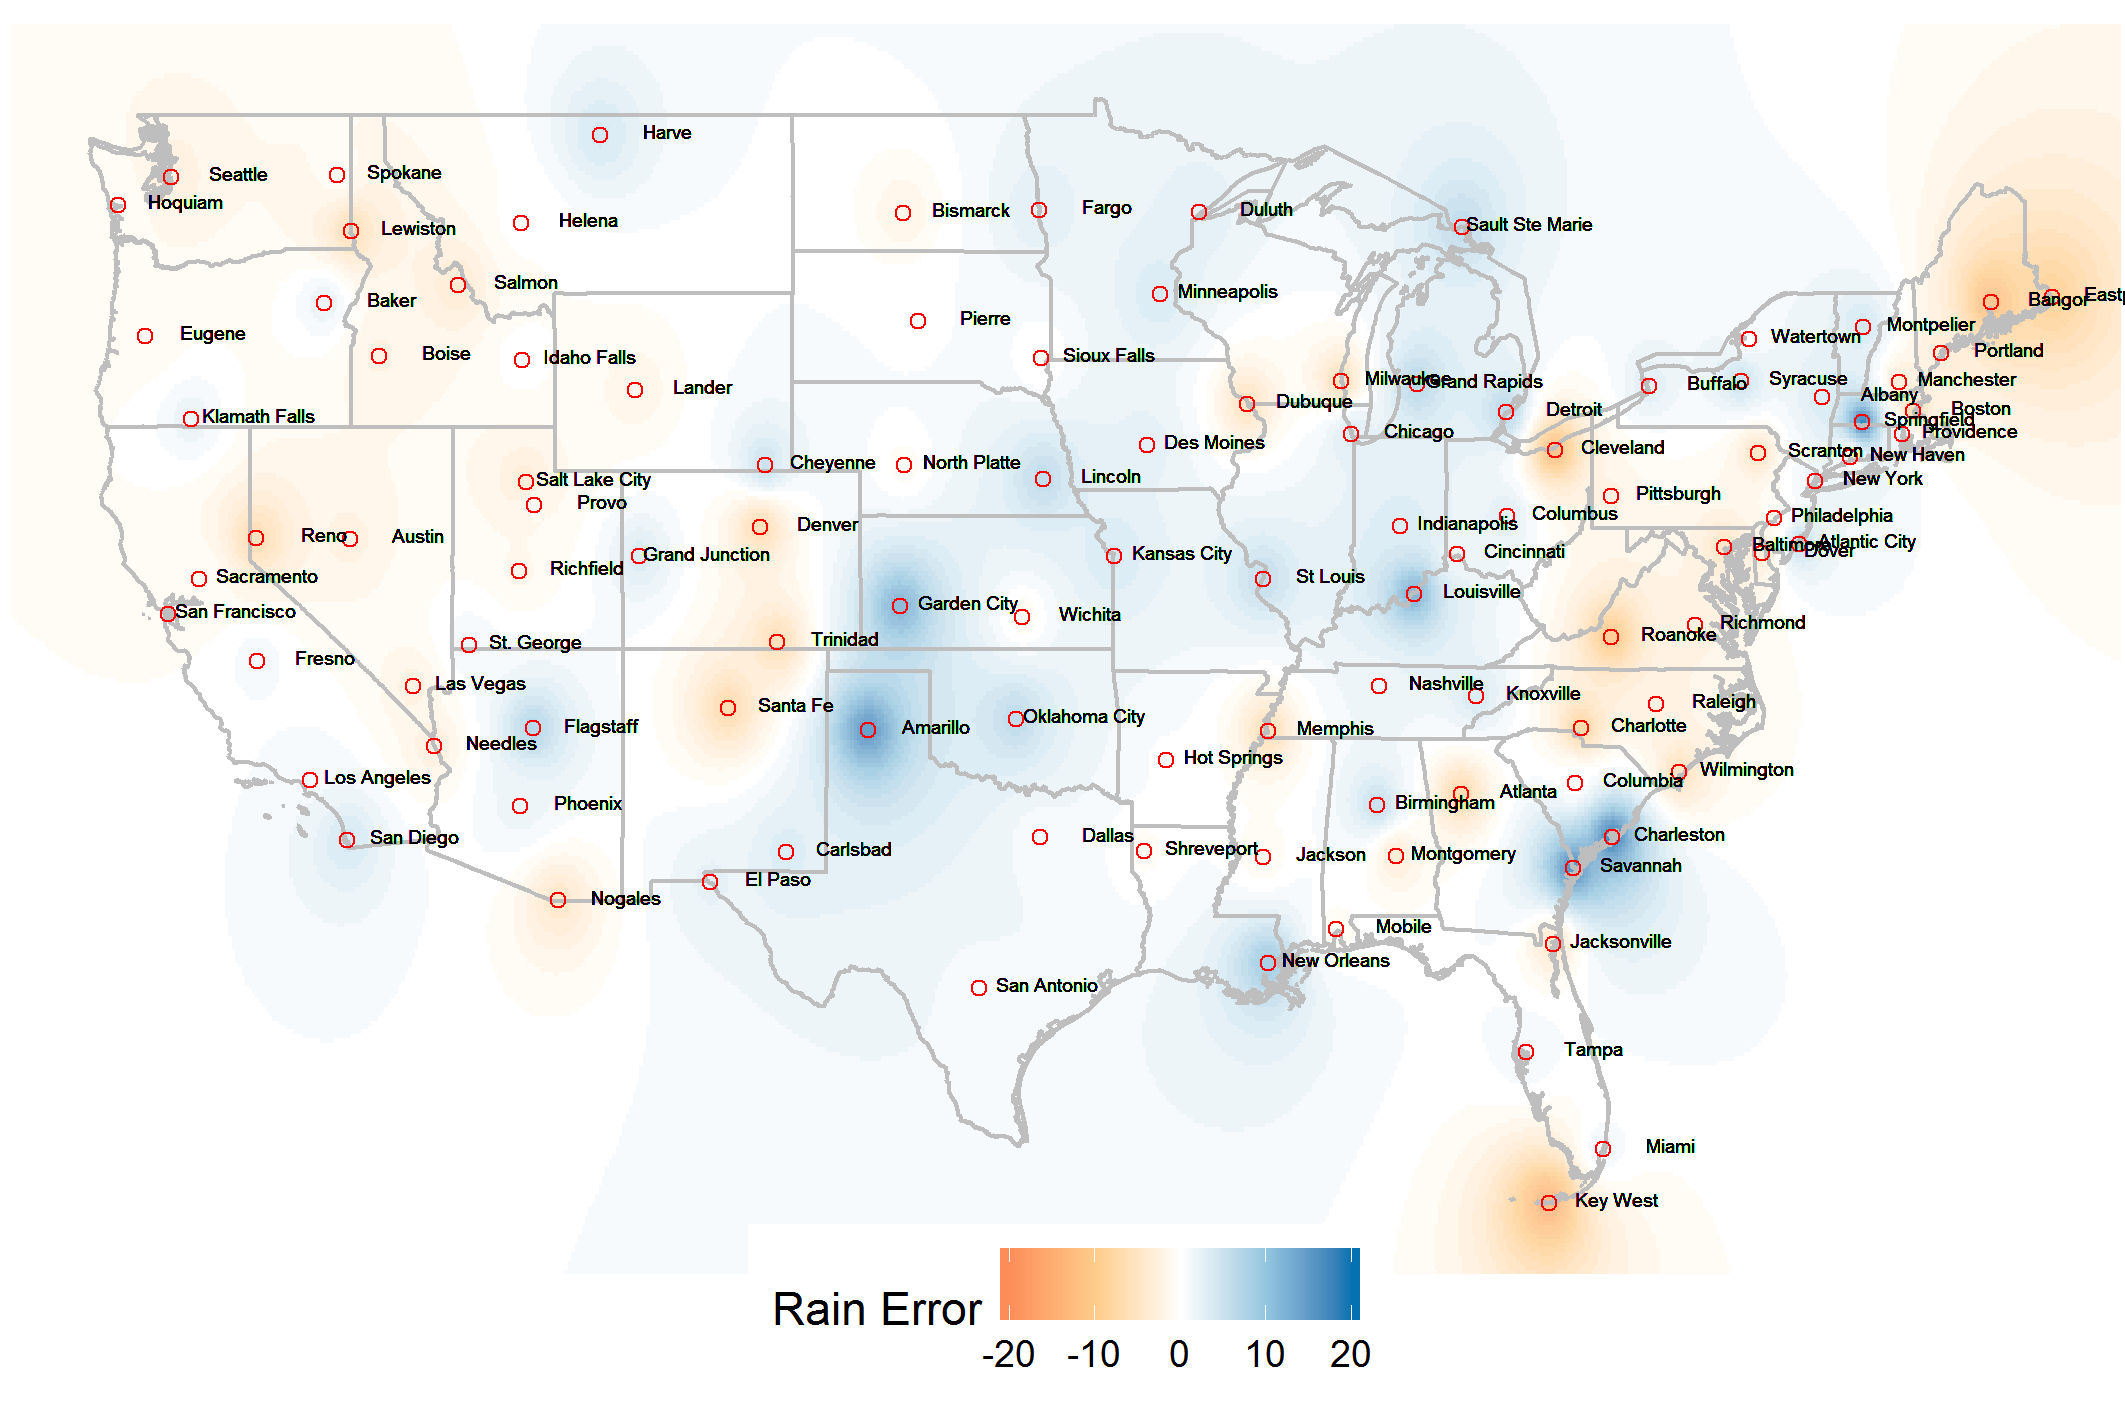 Harve
Seattle
Spokane
Hoquiam
Helena
Bismarck
Fargo
Duluth
Lewiston
Sault Ste Marie
Salmon
Minneapolis
Baker
Bangor
Eastp
Eugene
Pierre
Montpelier
Watertown
Boise
Idaho Falls
Sioux Falls
Portland
Lander
Milwaukee
Grand Rapids
Buffalo
Syracuse
Manchester
Klamath Falls
Dubuque
Detroit
Albany
Boston
Springfield
Chicago
Providence
Des Moines
Cleveland
Scranton
New Haven
Cheyenne
North Platte
Salt Lake City
Lincoln
New York
Provo
Pittsburgh
Denver
Indianapolis
Columbus
Philadelphia
Reno
Austin
Baltimore
Atlantic City
Dover
Grand Junction
Kansas City
Cincinnati
Sacramento
Richfield
St Louis
San Francisco
Garden City
Wichita
Louisville
St. George
Trinidad
Roanoke
Richmond
Fresno
Las Vegas
Nashville
Knoxville
Santa Fe
Raleigh
Flagstaff
Amarillo
Oklahoma City
Memphis
Charlotte
Needles
Hot Springs
Los Angeles
Wilmington
Phoenix
Birmingham
Atlanta
Columbia
San Diego
Carlsbad
Dallas
Shreveport
Jackson
Montgomery
Charleston
El Paso
Savannah
Nogales
Mobile
Jacksonville
New Orleans
San Antonio
Tampa
Miami
Key West
Rain Error
-20 -10 0 10 20